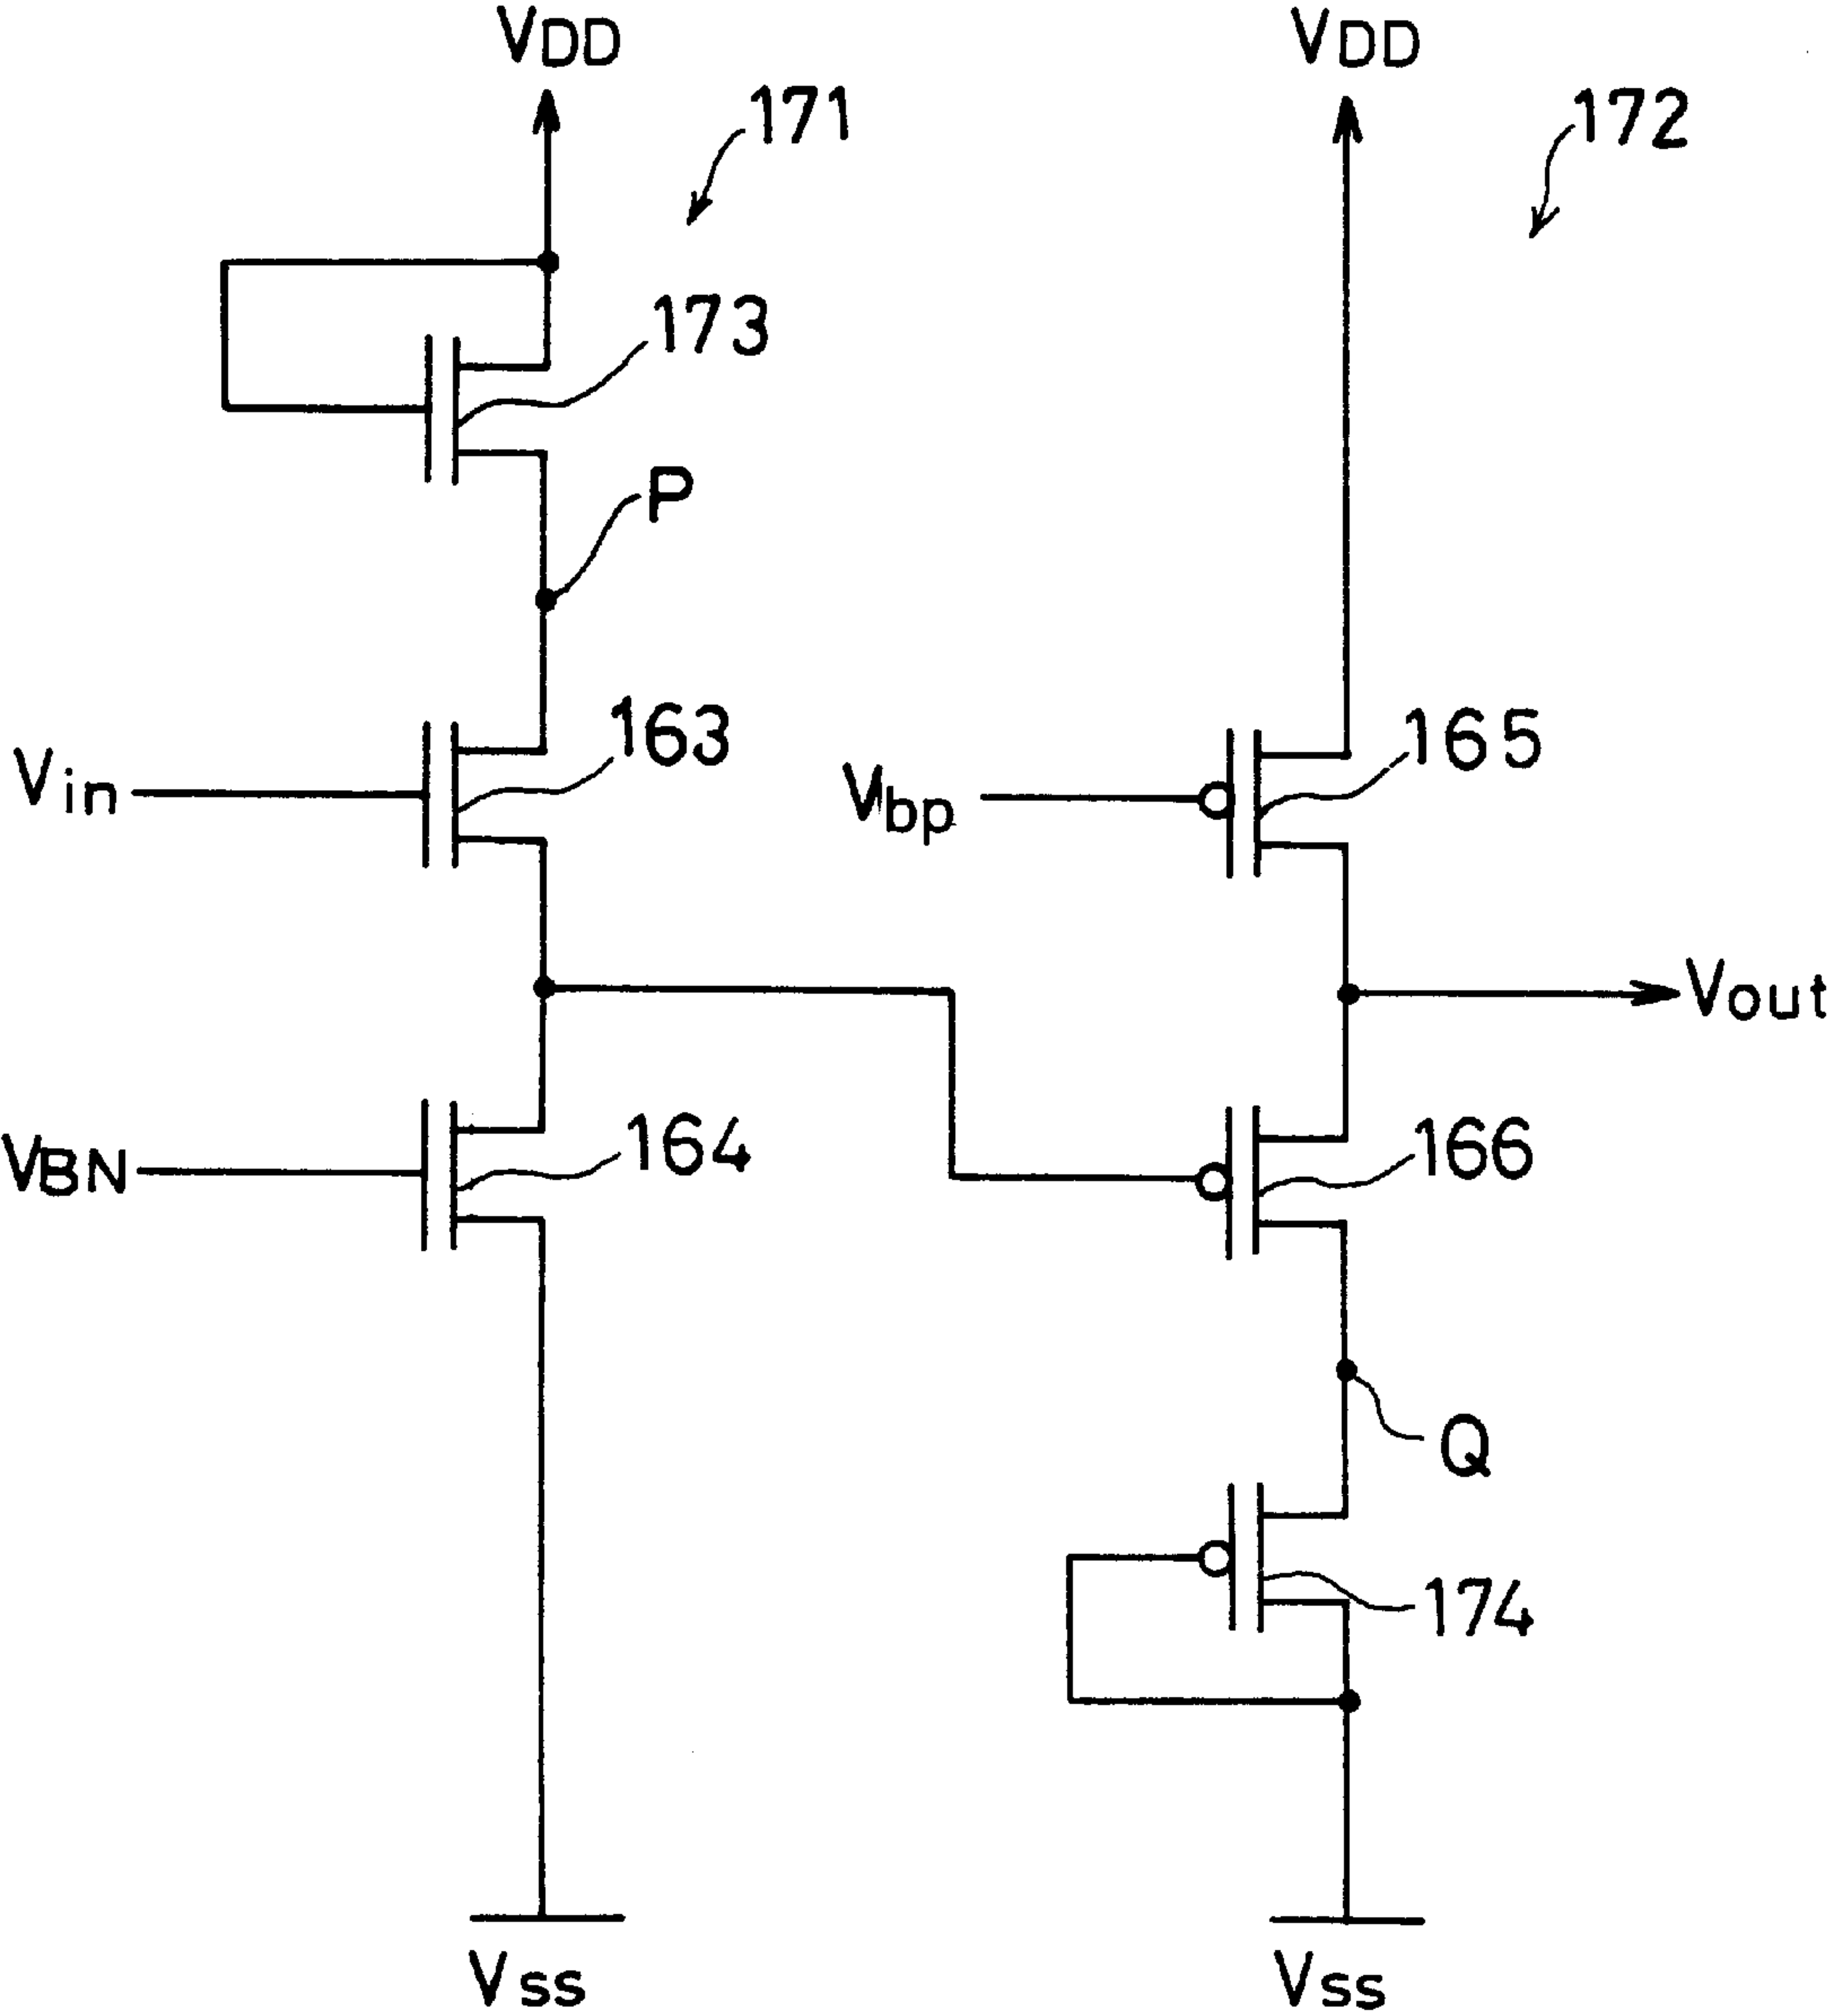 VDD
VDD
171
172
173
P
163
165
Vin
Vbp
Vout
164
166
VBN
Q
174
Vss
Vss